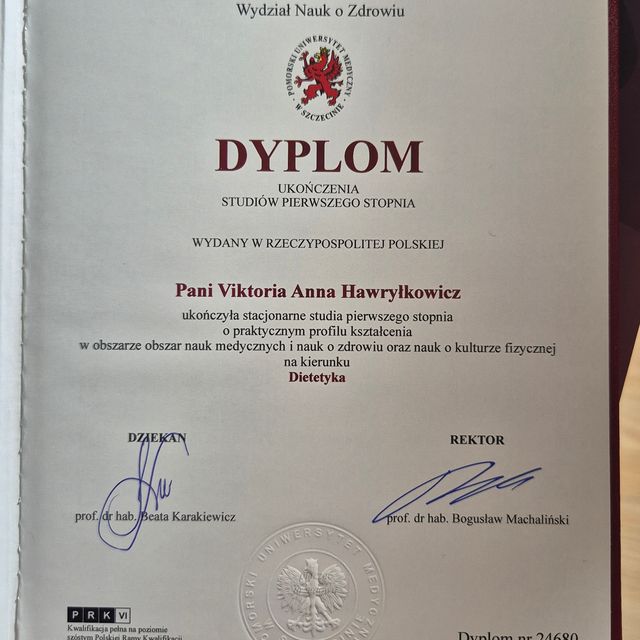 Wydział Nauk o Zdrowiu
POMORSKI UNIWERSYTET MEDYCZNY
W SZCZECINIE
DYPLOM
UKOŃCZENIA
STUDIÓW PIERWSZEGO STOPNIA
WYDANY W RZECZYPOSPOLITEJ POLSKIEJ
Pani Viktoria Anna Hawryłkowicz
ukończyła stacjonarne studia pierwszego stopnia
o praktycznym profilu kształcenia
w obszarze obszar nauk medycznych i nauk o zdrowiu oraz nauk o kulturze fizycznej
na kierunku
Dietetyka
DZIEKAN
REKTOR
prof. dr hab. Beata Karakiewicz
prof. dr hab. Bogusław Machaliński
UNIWERSYTET
PRK VI
Kwalifikacja pełna na poziomie
szóstym Polskiej Ramy Kwalifikacji
Dyplom nr 24680